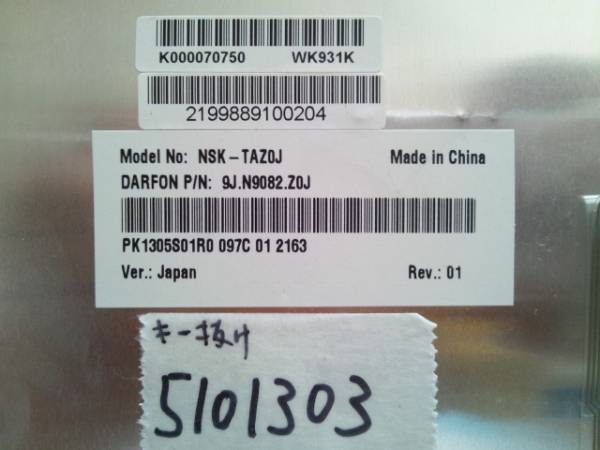 K000070750 WK931K
2199889100204
Model No: NSK-TAZ0J Made in China
DARFON P/N: 9J.N9082.Z0J
PK1305S01R0 097C 01 2163
Ver.: Japan Rev.: 01
キー抜け
5101303